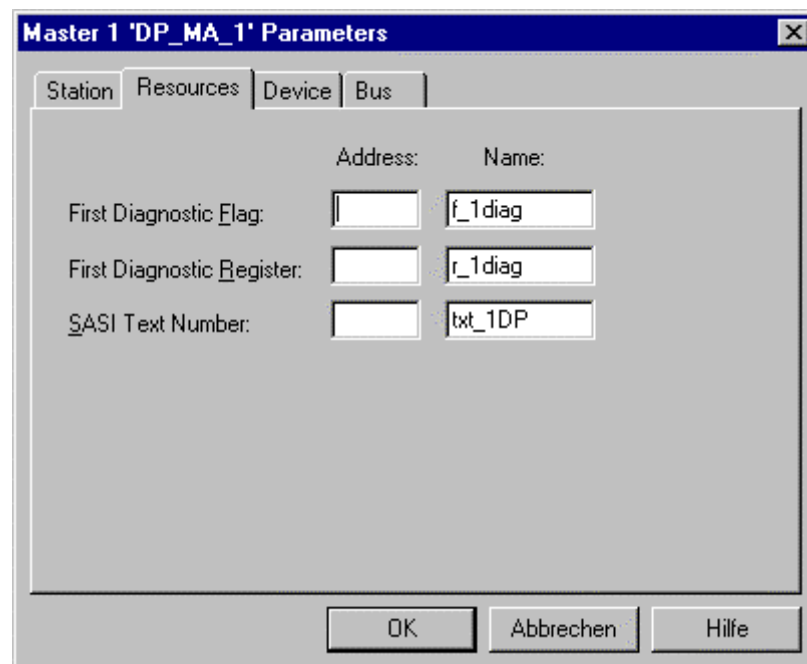 Master 1 'DP_MA_1' Parameters
Station Resources Device Bus
Address: Name:
First Diagnostic Flag: f_1diag
First Diagnostic Register: r_1diag
SASI Text Number: txt_1DP
OK Abbrechen Hilfe